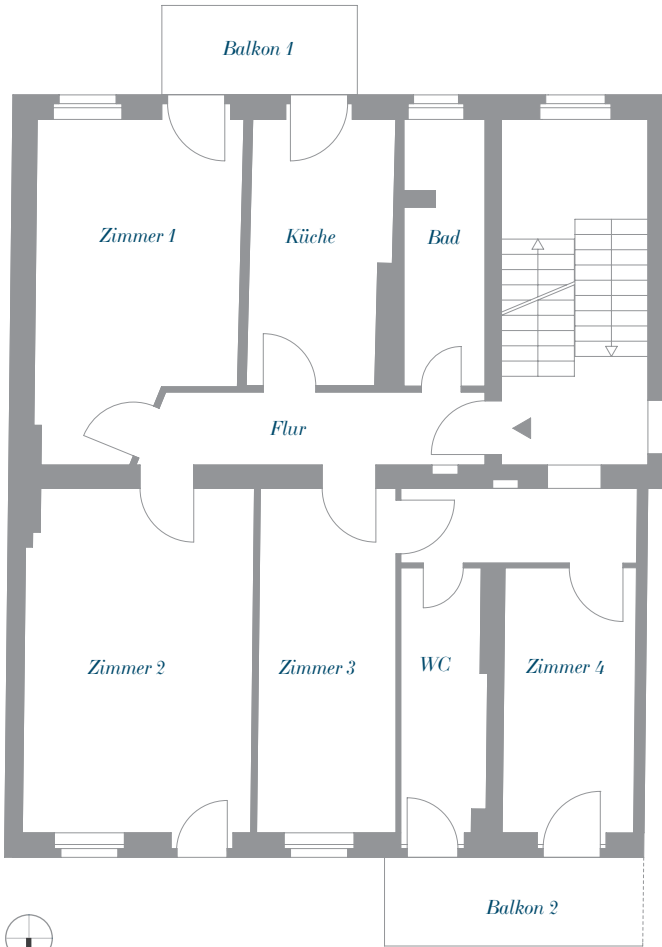 Balkon 1
Zimmer 1
Küche
Bad
Flur
Zimmer 2
Zimmer 3
WC
Zimmer 4
Balkon 2